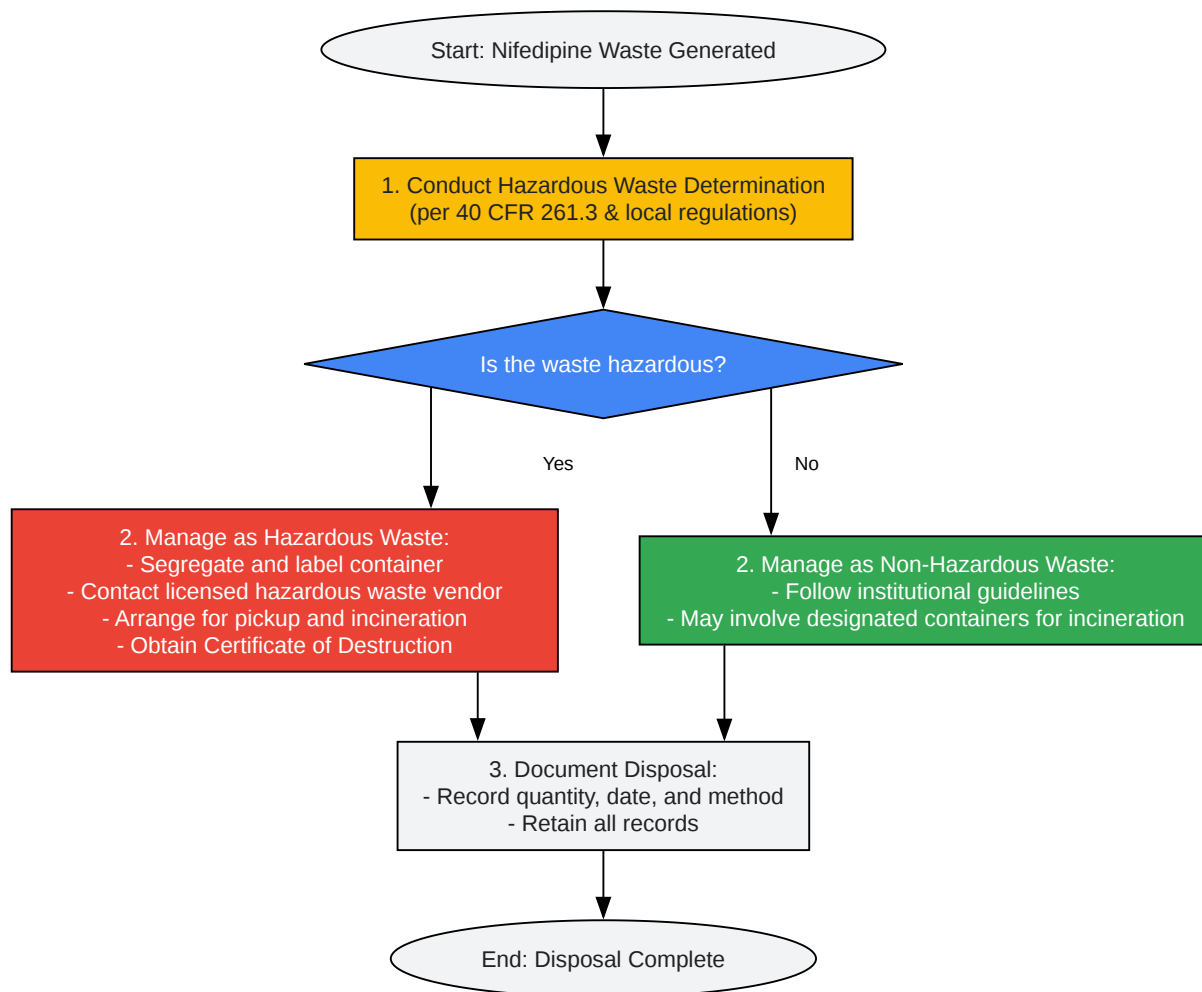 Start: Nifedipine Waste Generated
1. Conduct Hazardous Waste Determination
(per 40 CFR 261.3 & local regulations)
Is the waste hazardous?
Yes
No
2. Manage as Hazardous Waste:
- Segregate and label container
- Contact licensed hazardous waste vendor
- Arrange for pickup and incineration
- Obtain Certificate of Destruction
2. Manage as Non-Hazardous Waste:
- Follow institutional guidelines
- May involve designated containers for incineration
3. Document Disposal:
- Record quantity, date, and method
- Retain all records
End: Disposal Complete